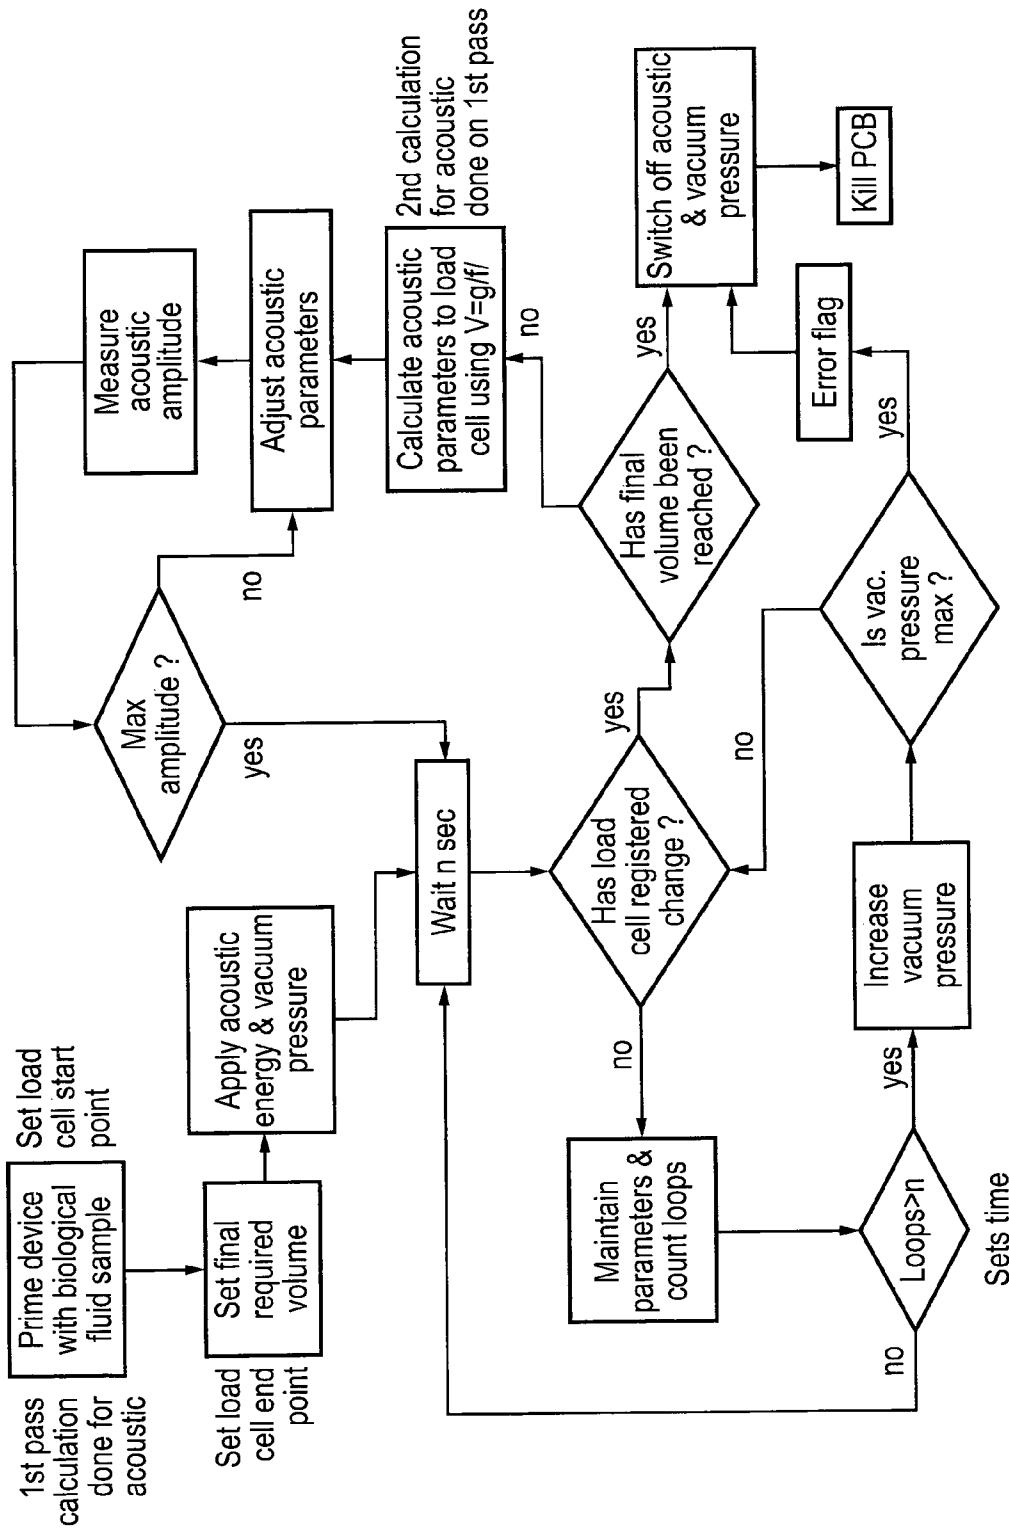 1st pass
calculation
done for
acoustic
Prime device
with biological
fluid sample
Set load
cell start
point
Set load
cell end
point
Set final
required
volume
Apply acoustic
energy & vacuum
pressure
Max
amplitude ?
yes
no
Measure
acoustic
amplitude
Adjust acoustic
parameters
Calculate acoustic
parameters to load
cell using V=g/f/
2nd calculation
for acoustic
done on 1st pass
Wait n sec
Has load
cell registered
change ?
no
yes
Has final
volume been
reached ?
no
yes
Switch off acoustic
& vacuum
pressure
Kill PCB
Maintain
parameters &
count loops
Loops>n
no
yes
Sets time
Increase
vacuum
pressure
Is vac.
pressure
max ?
no
yes
Error flag